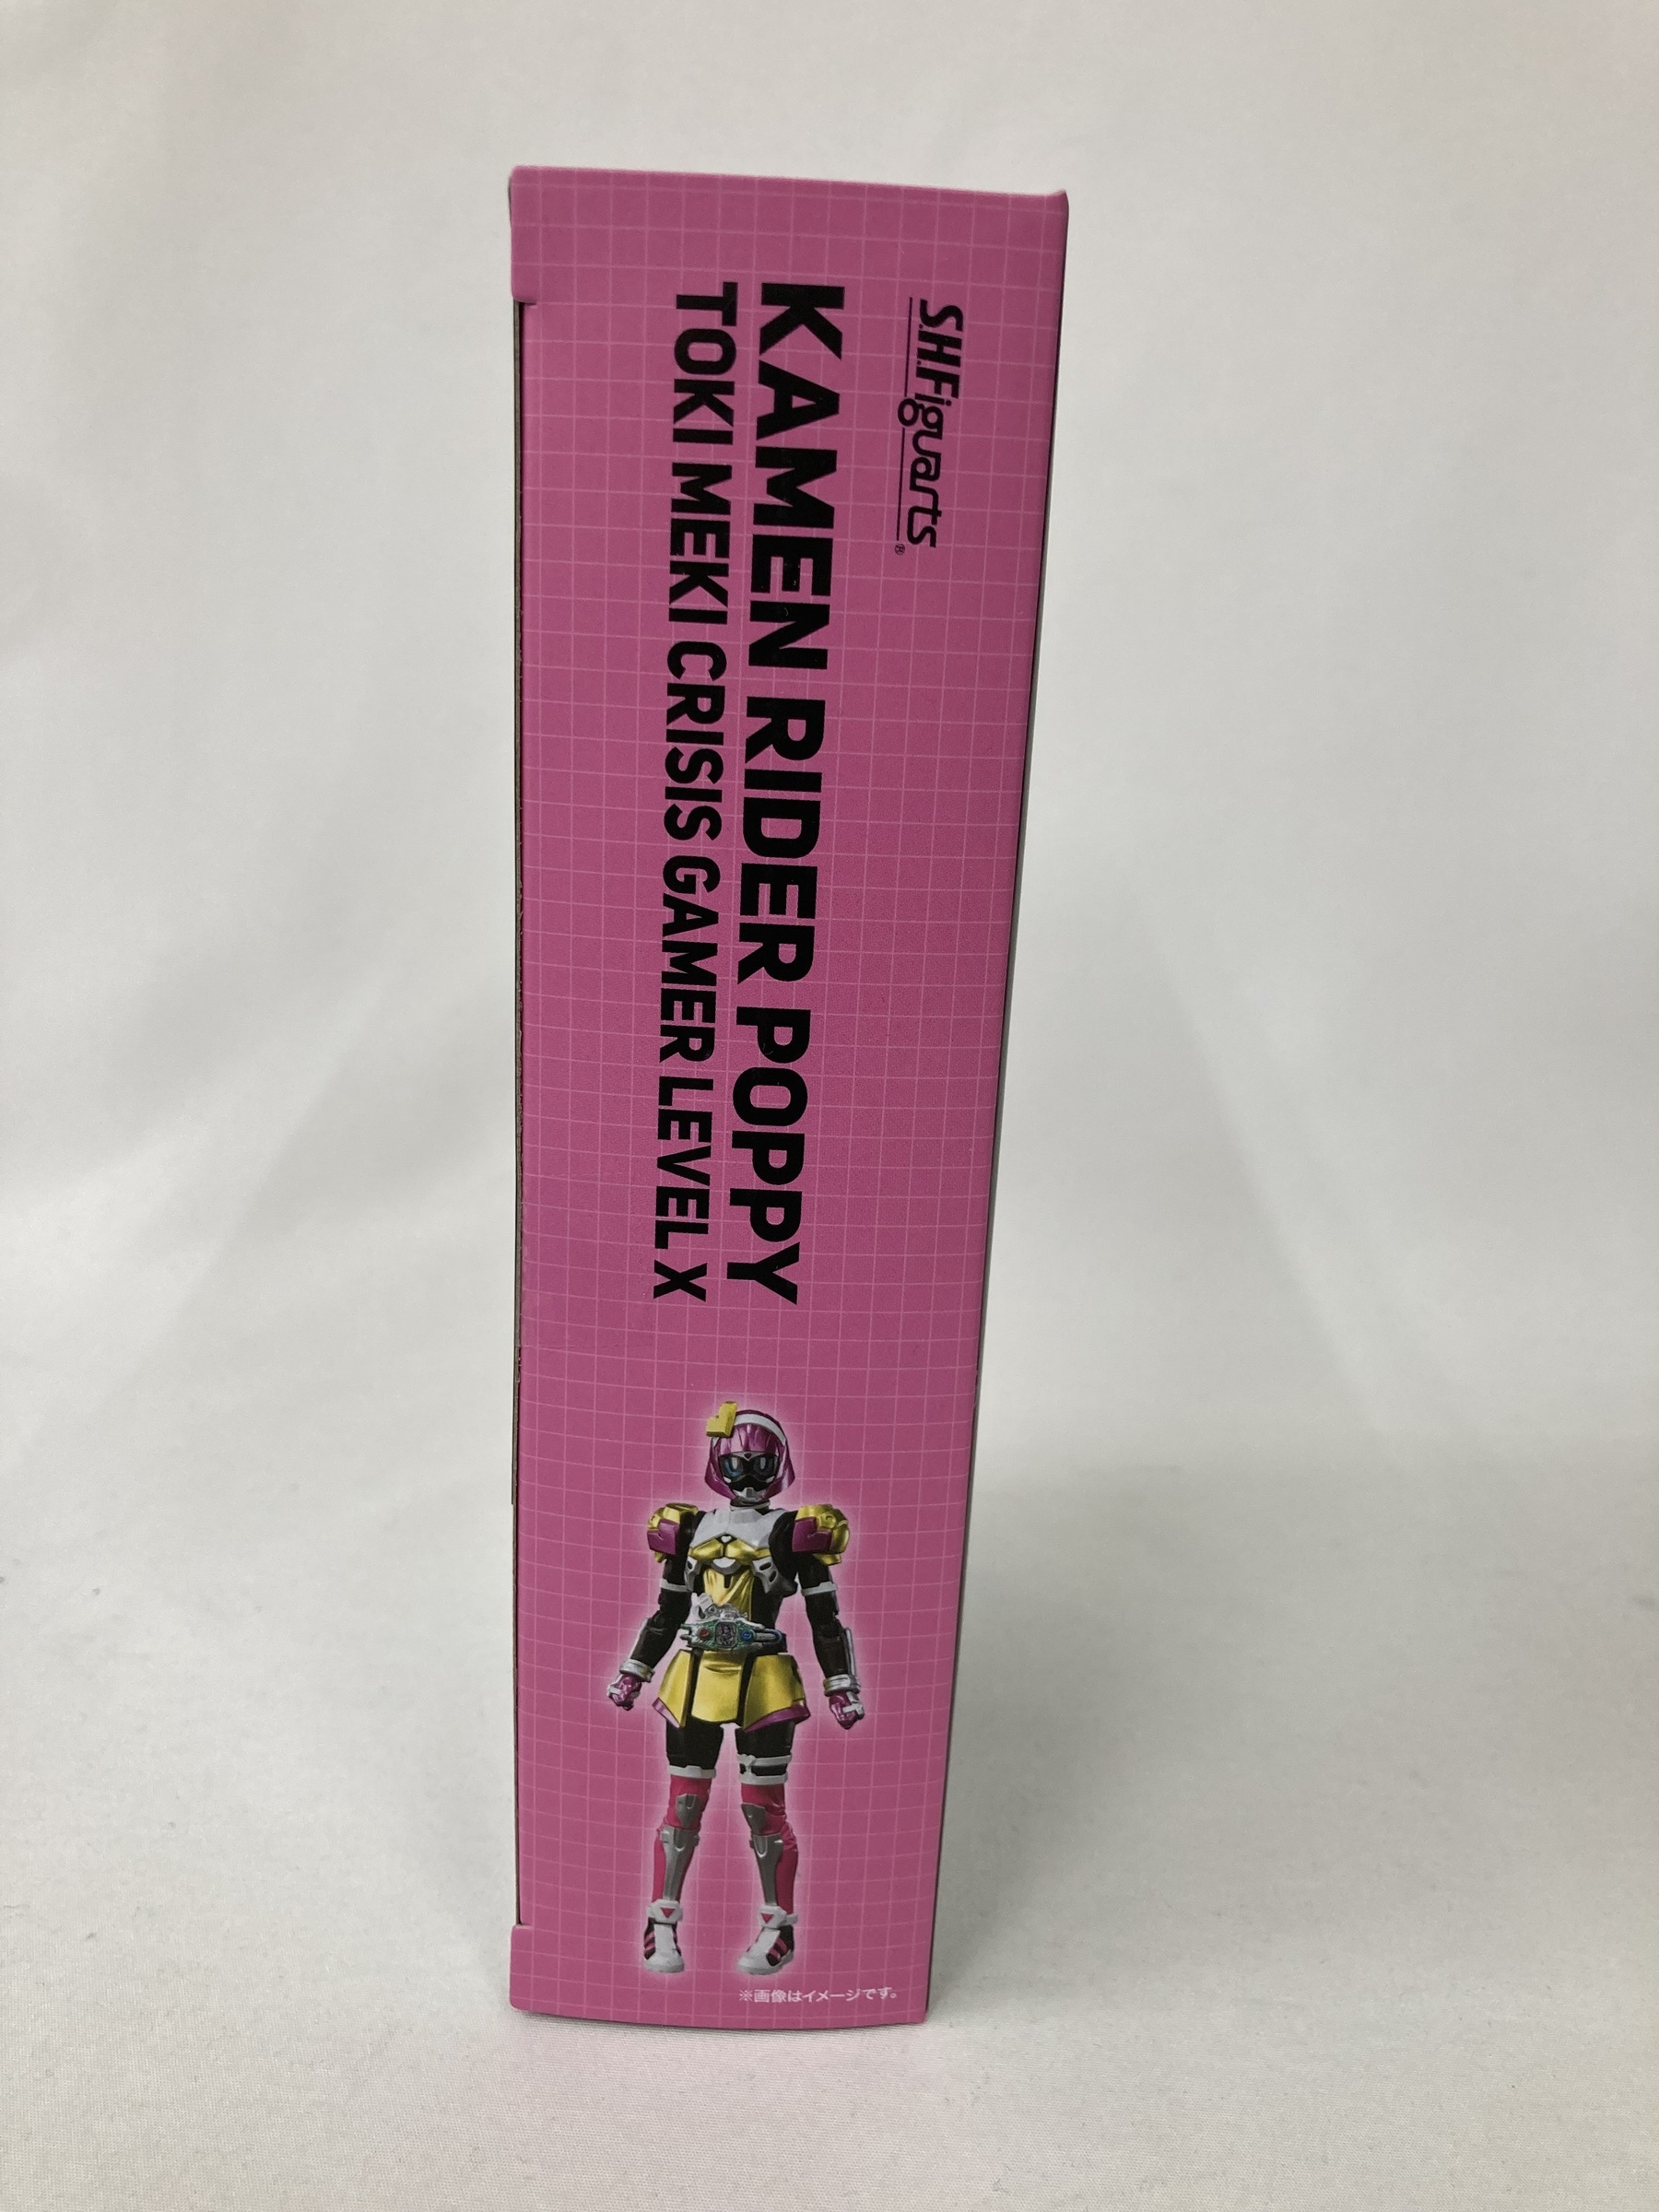 S.H.Figuarts®
KAMEN RIDER POPPY
TOKI MEKI CRISIS GAMER LEVEL X
※画像はイメージです。